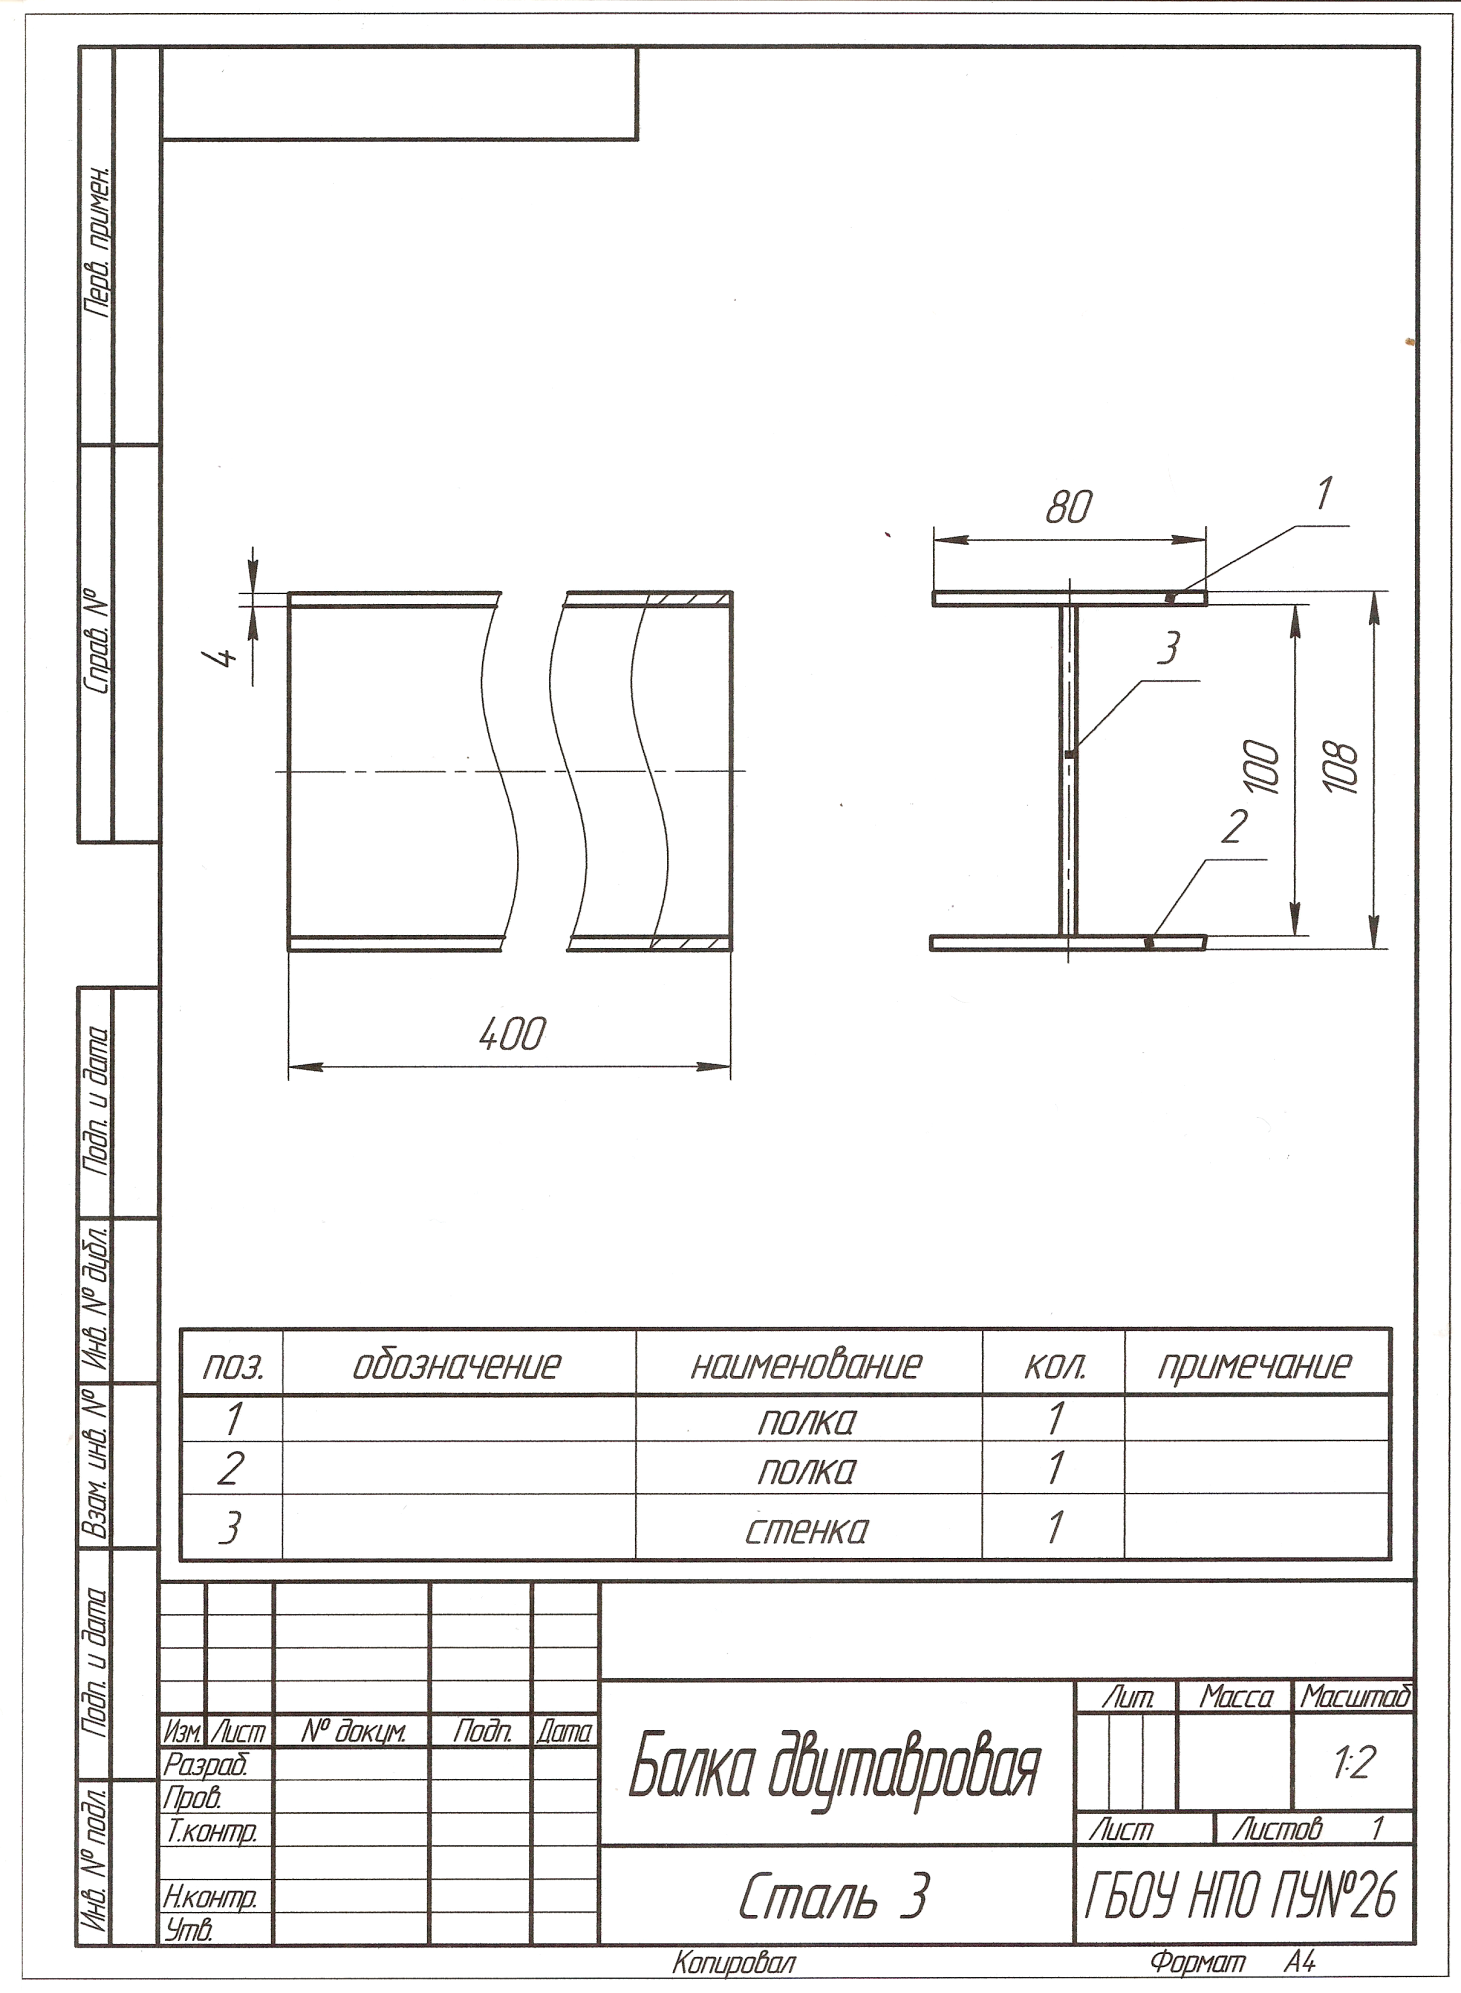 Перв. примен.
Справ. №
Подп. и дата
Инв. № дубл.
Взам. инв. №
Подп. и дата
Инв. № подл.
80
1
4
3
100
108
2
400
поз. обозначение наименование кол. примечание
1 полка 1
2 полка 1
3 стенка 1
Изм. Лист № докум. Подп. Дата
Разраб.
Пров.
Т.контр.
Н.контр.
Утв.
Балка двутавровая
Лит. Масса Масштаб
1:2
Лист Листов 1
Сталь 3
ГБОУ НПО ПУ№26
Копировал Формат А4